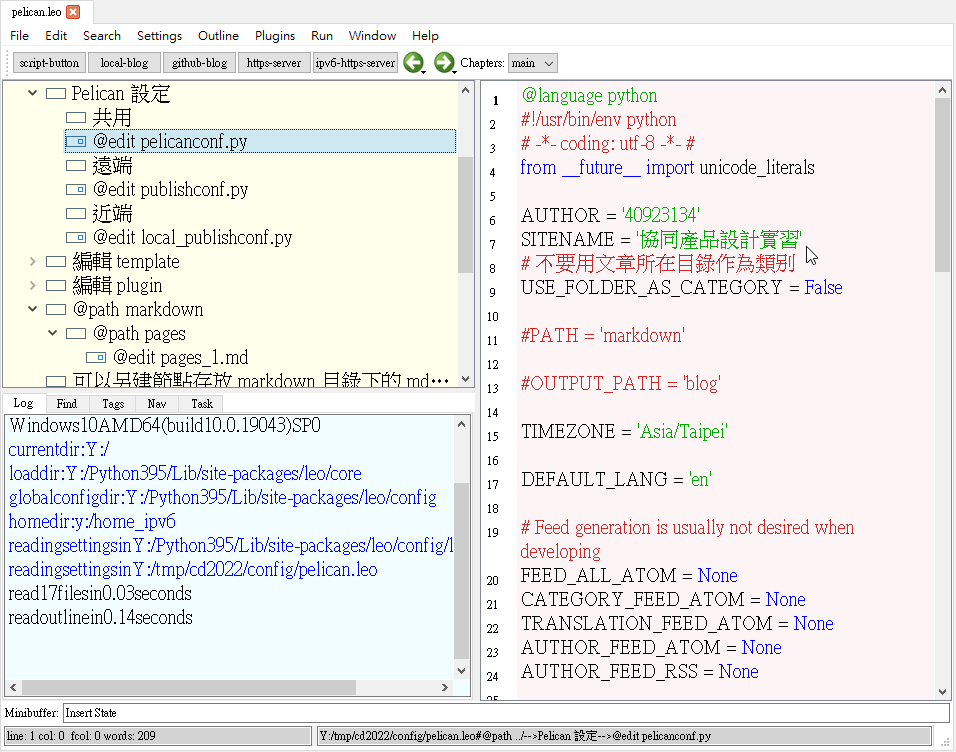 pelican.leo
File Edit Search Settings Outline Plugins Run Window Help
script-button local-blog github-blog https-server ipv6-https-server Chapters: main
Pelican 設定
共用
@edit pelicanconf.py
遠端
@edit publishconf.py
近端
@edit local_publishconf.py
編輯 template
編輯 plugin
@path markdown
@path pages
@edit pages_1.md
可以另建節點存放 markdown 目錄下的 md…
Log Find Tags Nav Task
Windows10AMD64(build10.0.19043)SP0
currentdir:Y:/
loaddir:Y:/Python395/Lib/site-packages/leo/core
globalconfigdir:Y:/Python395/Lib/site-packages/leo/config
homedir:y:/home_ipv6
readingsettingsinY:/Python395/Lib/site-packages/leo/config/l
readingsettingsinY:/tmp/cd2022/config/pelican.leo
read17filesin0.03seconds
readoutlinein0.14seconds
1 @language python
2 #!/usr/bin/env python
3 # -*- coding: utf-8 -*- #
4 from __future__ import unicode_literals
5
6 AUTHOR = '40923134'
7 SITENAME = '協同產品設計實習'
8 # 不要用文章所在目錄作為類別
9 USE_FOLDER_AS_CATEGORY = False
10
11 #PATH = 'markdown'
12
13 #OUTPUT_PATH = 'blog'
14
15 TIMEZONE = 'Asia/Taipei'
16
17 DEFAULT_LANG = 'en'
18
19 # Feed generation is usually not desired when
developing
20 FEED_ALL_ATOM = None
21 CATEGORY_FEED_ATOM = None
22 TRANSLATION_FEED_ATOM = None
23 AUTHOR_FEED_ATOM = None
24 AUTHOR_FEED_RSS = None
25
Minibuffer: Insert State
line: 1 col: 0 fcol: 0 words: 209
Y:/tmp/cd2022/config/pelican.leo#@path ../-->Pelican 設定-->@edit pelicanconf.py